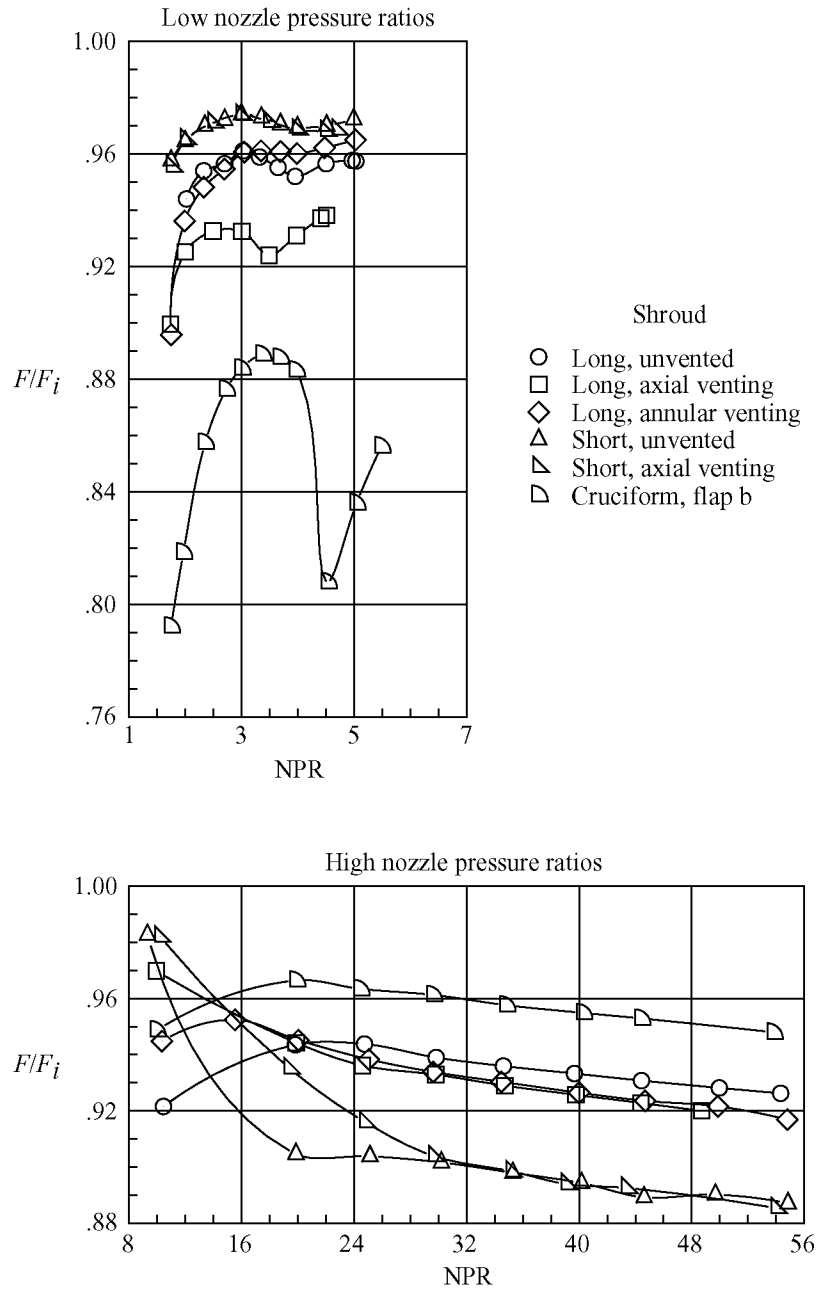 Low nozzle pressure ratios
1.00
.96
.92
.88
.84
.80
.76
F/Fi
1 3 5 7
NPR
Shroud
Long, unvented
Long, axial venting
Long, annular venting
Short, unvented
Short, axial venting
Cruciform, flap b
High nozzle pressure ratios
1.00
.96
.92
.88
F/Fi
8 16 24 32 40 48 56
NPR